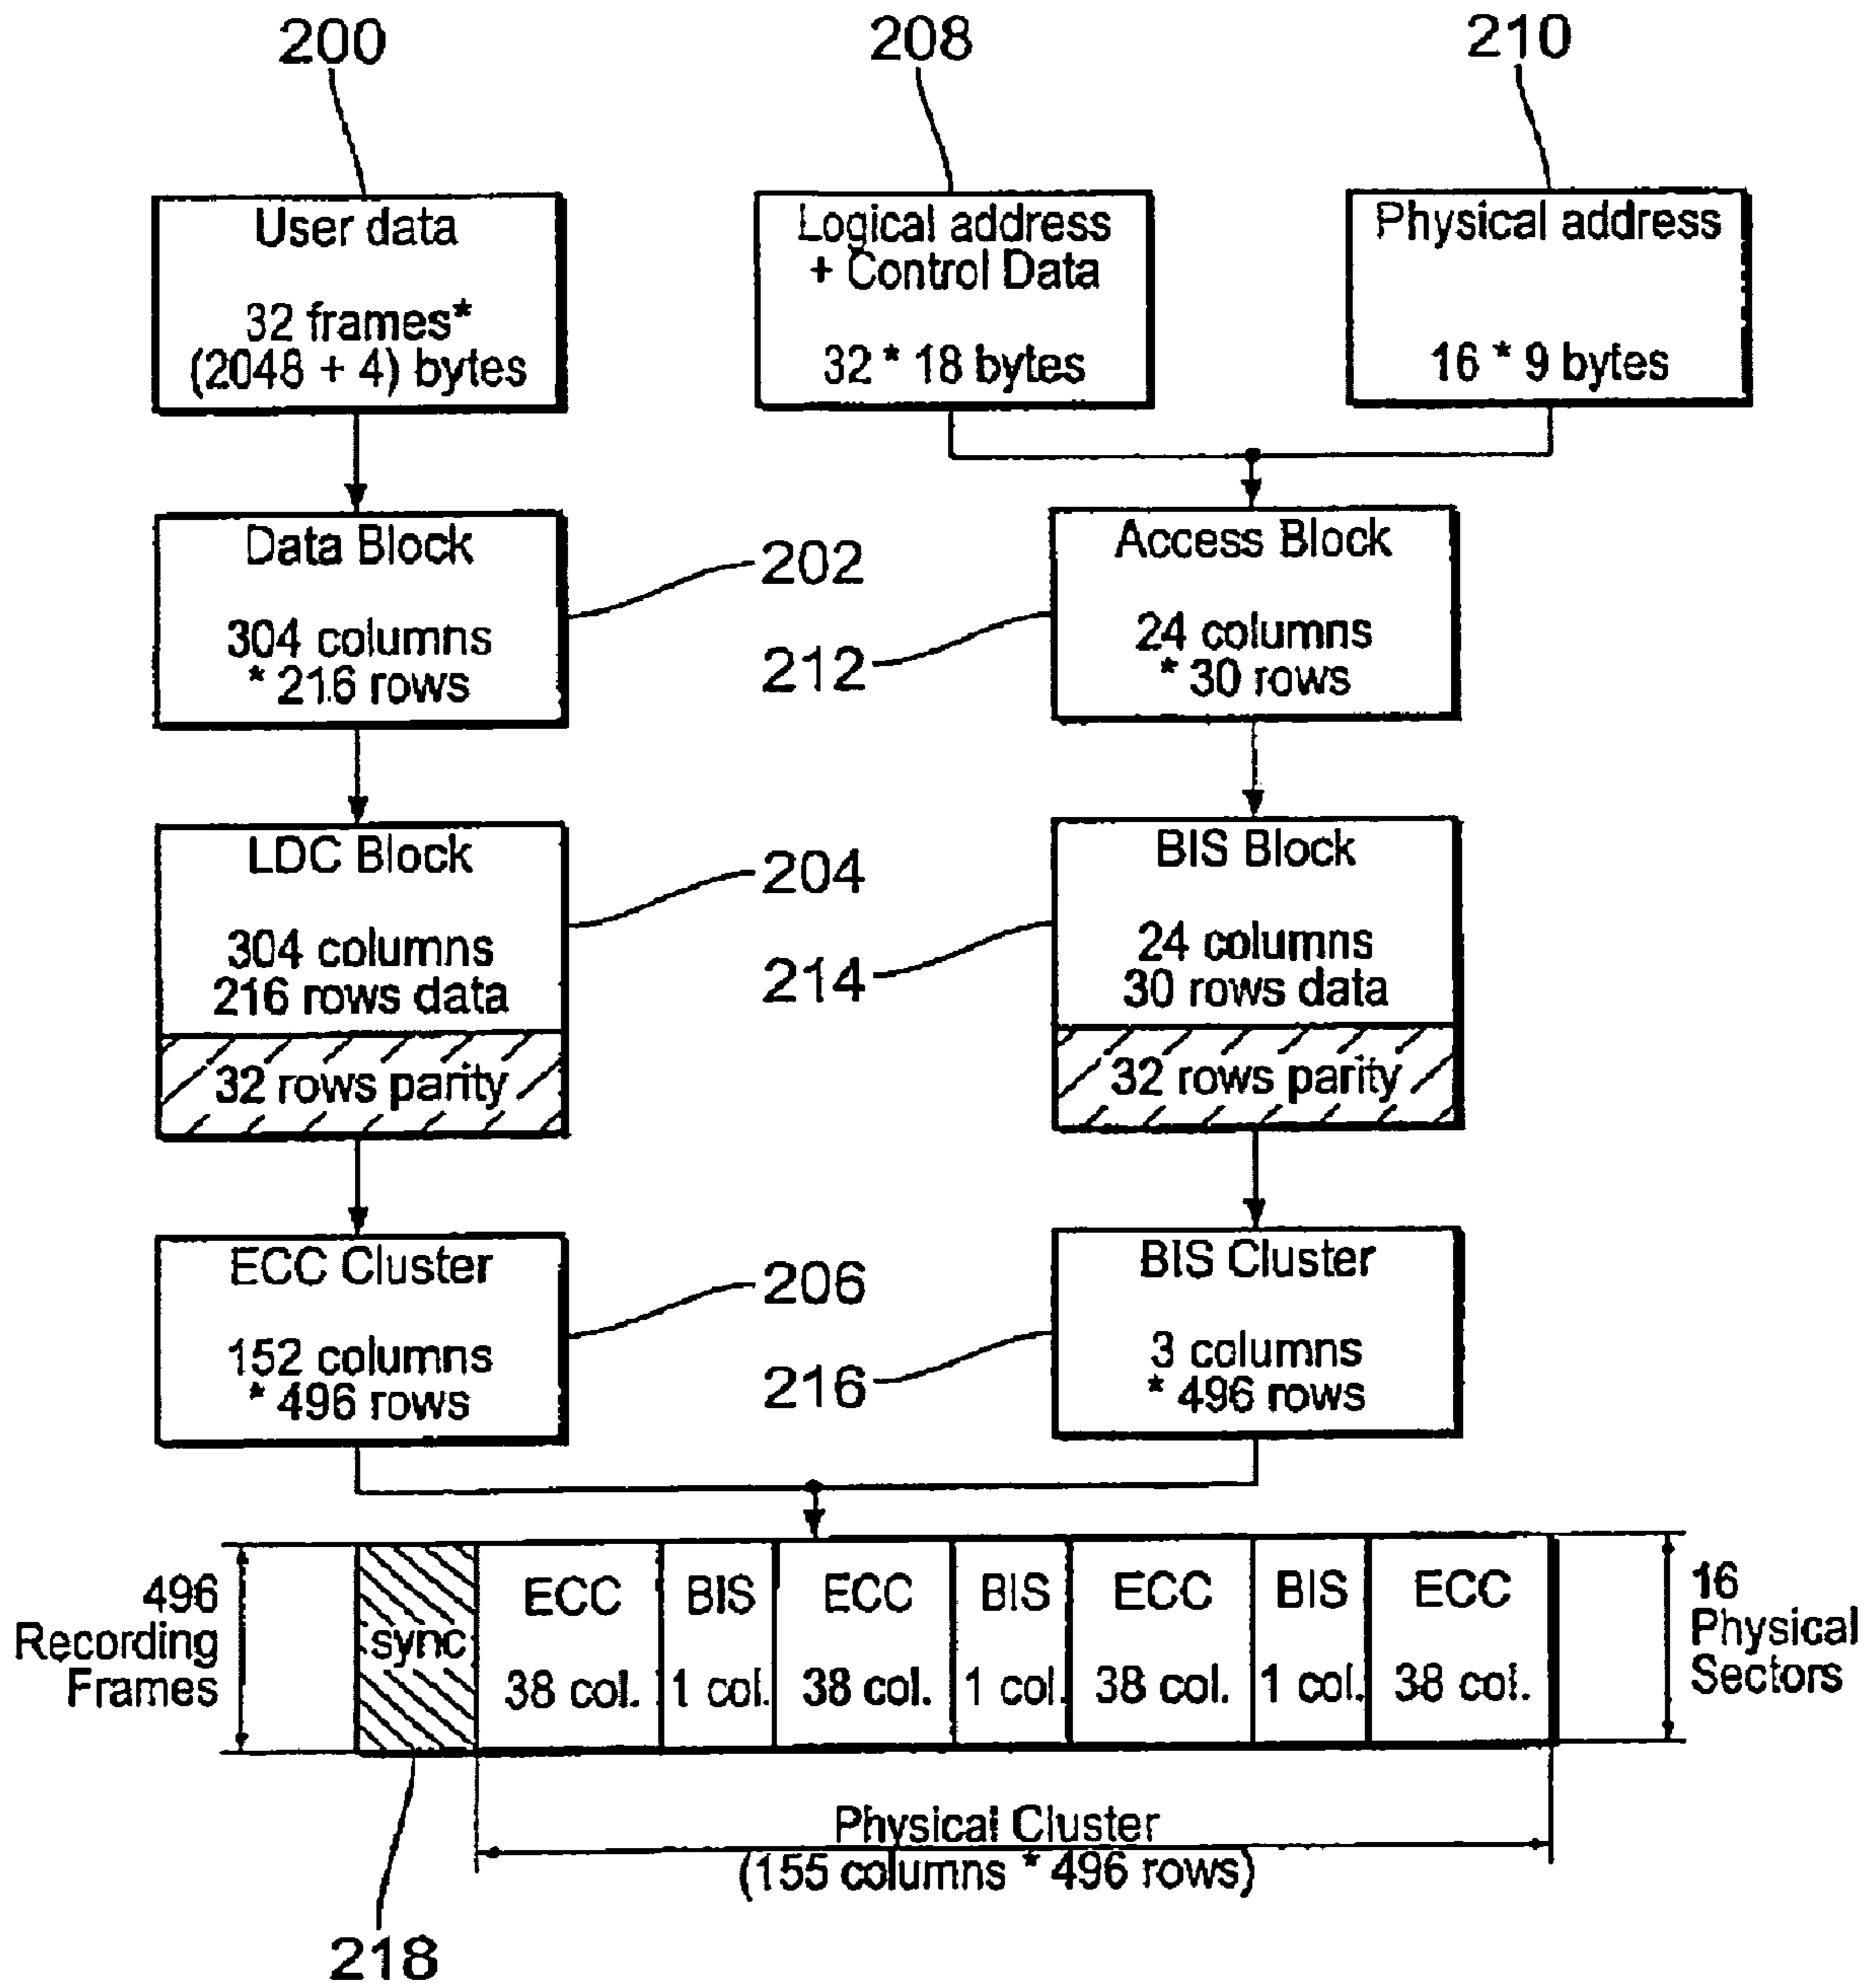 200
208
210
User data
32 frames*
(2048 + 4) bytes
Logical address
+ Control Data
32 * 18 bytes
Physical address
16 * 9 bytes
Data Block
304 columns
* 216 rows
202
Access Block
24 columns
* 30 rows
212
LDC Block
304 columns
216 rows data
32 rows parity
204
BIS Block
24 columns
30 rows data
32 rows parity
214
ECC Cluster
152 columns
* 496 rows
206
BIS Cluster
3 columns
* 496 rows
216
496
Recording
Frames
sync
ECC
38 col.
BIS
1 col.
ECC
38 col.
BIS
1 col.
ECC
38 col.
BIS
1 col.
ECC
38 col.
16
Physical
Sectors
Physical Cluster
(155 columns * 496 rows)
218